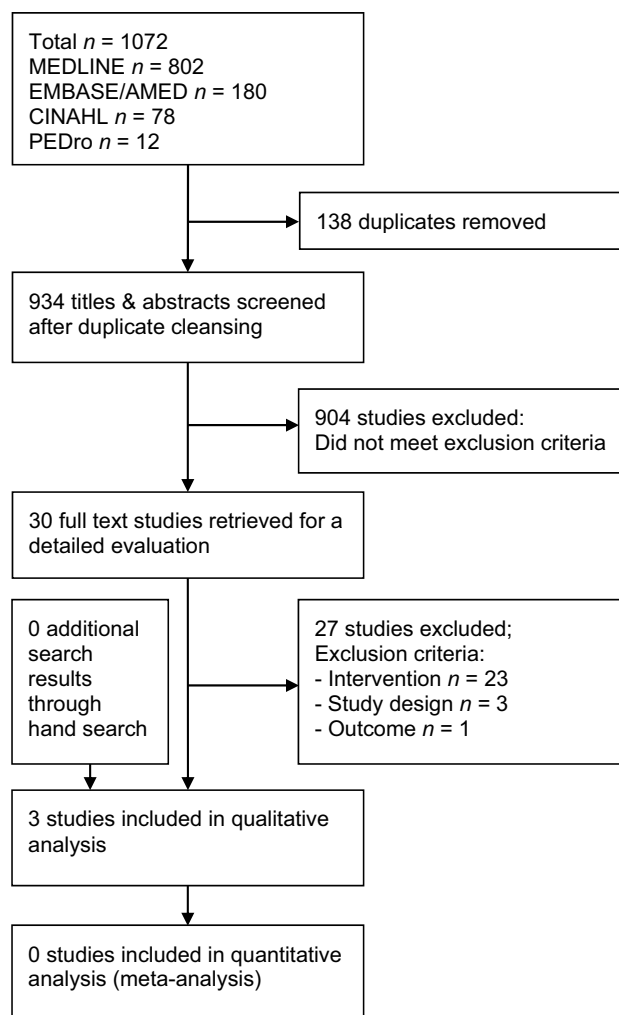 Total n = 1072
MEDLINE n = 802
EMBASE/AMED n = 180
CINAHL n = 78
PEDro n = 12
138 duplicates removed
934 titles & abstracts screened
after duplicate cleansing
904 studies excluded:
Did not meet exclusion criteria
30 full text studies retrieved for a
detailed evaluation
0 additional
search
results
through
hand search
27 studies excluded;
Exclusion criteria:
- Intervention n = 23
- Study design n = 3
- Outcome n = 1
3 studies included in qualitative
analysis
0 studies included in quantitative
analysis (meta-analysis)